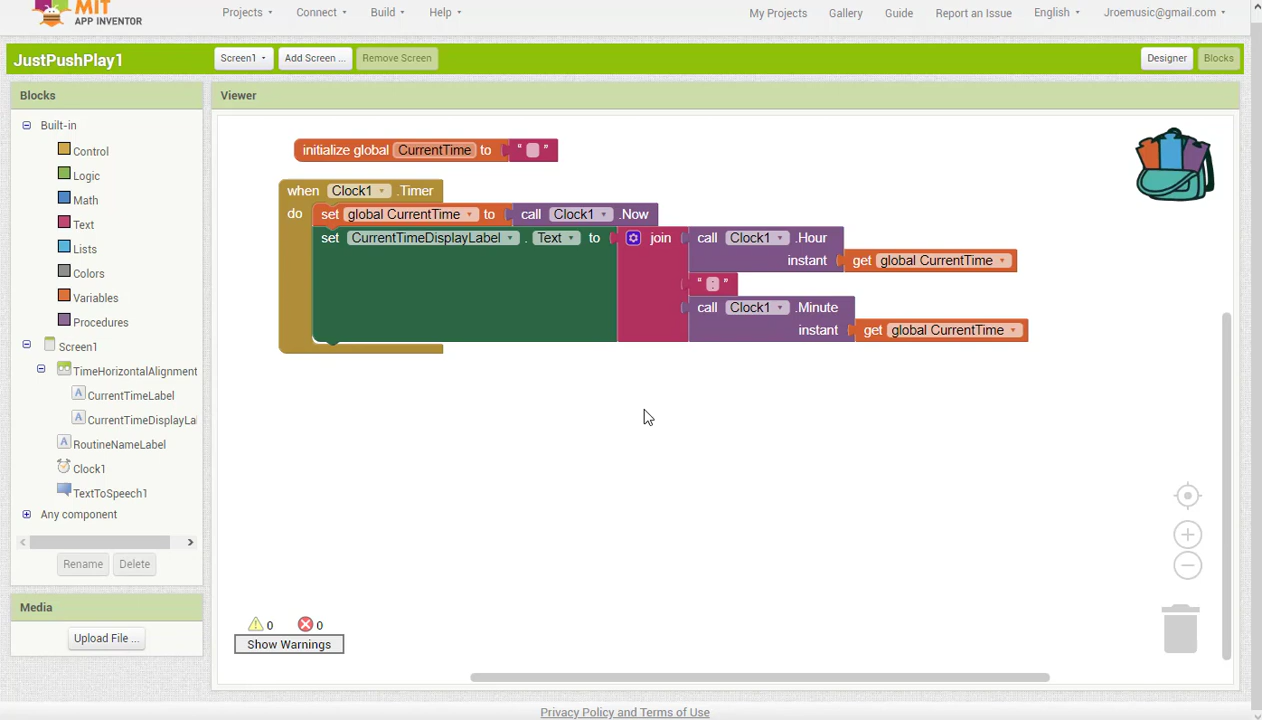 MIT
APP INVENTOR
Projects Connect Build Help My Projects Gallery Guide Report an Issue English Jroemusic@gmail.com
JustPushPlay1 Screen1 Add Screen ... Remove Screen Designer Blocks
Blocks
Viewer
Built-in
Control
Logic
Math
Text
Lists
Colors
Variables
Procedures
Screen1
TimeHorizontalAlignment
CurrentTimeLabel
CurrentTimeDisplayLa
RoutineNameLabel
Clock1
TextToSpeech1
Any component
Rename Delete
Media
Upload File ...
initialize global CurrentTime to " "
when Clock1 .Timer
do set global CurrentTime to call Clock1 .Now
set CurrentTimeDisplayLabel . Text to join call Clock1 .Hour
instant get global CurrentTime
" : "
call Clock1 .Minute
instant get global CurrentTime
0 0
Show Warnings
Privacy Policy and Terms of Use